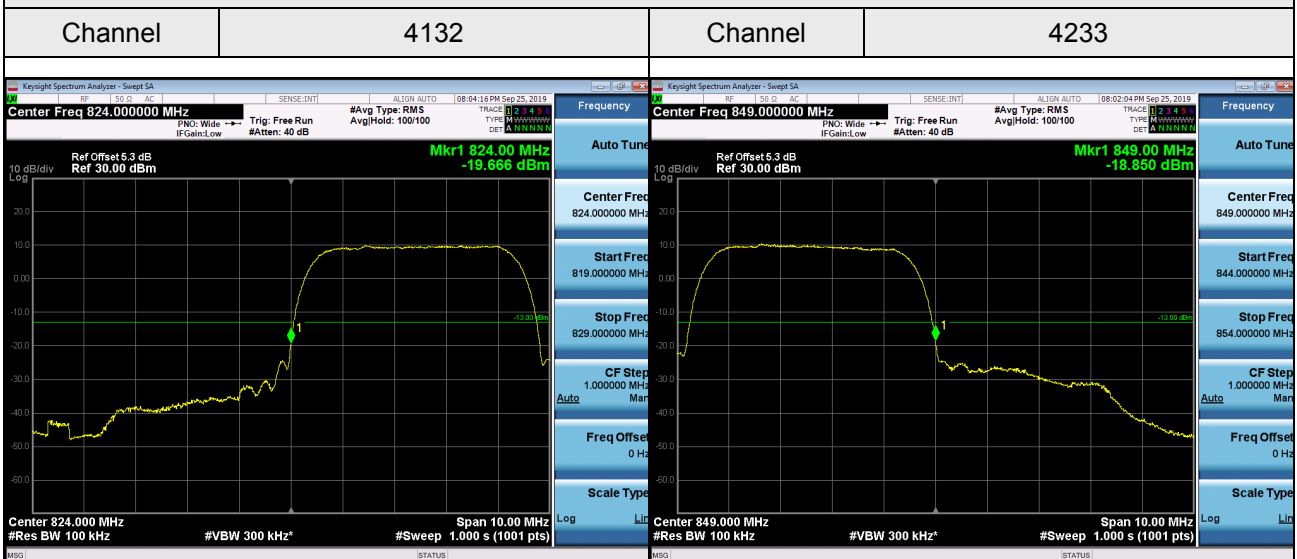 Channel 4132 Channel 4233
Keysight Spectrum Analyzer - Swept SA
RF 50 Ω AC SENSE:INT ALIGN AUTO 08:04:16 PM Sep 25, 2019
Center Freq 824.000000 MHz
PNO: Wide
IFGain:Low
Trig: Free Run
#Atten: 40 dB
#Avg Type: RMS
Avg|Hold: 100/100
TRACE 1 2 3 4 5 6
TYPE M WWWWW
DET A N N N N N
Mkr1 824.00 MHz
-19.666 dBm
Ref Offset 5.3 dB
10 dB/div Ref 30.00 dBm
Log
20.0
10.0
0.00
-10.0
-20.0
-30.0
-40.0
-50.0
-60.0
-13.00 dBm
1
Center 824.000 MHz Span 10.00 MHz
#Res BW 100 kHz #VBW 300 kHz* #Sweep 1.000 s (1001 pts)
MSG STATUS
Frequency
Auto Tune
Center Freq
824.000000 MHz
Start Freq
819.000000 MHz
Stop Freq
829.000000 MHz
CF Step
1.000000 MHz
Auto Man
Freq Offset
0 Hz
Scale Type
Log Lin
Keysight Spectrum Analyzer - Swept SA
RF 50 Ω AC SENSE:INT ALIGN AUTO 08:02:04 PM Sep 25, 2019
Center Freq 849.000000 MHz
PNO: Wide
IFGain:Low
Trig: Free Run
#Atten: 40 dB
#Avg Type: RMS
Avg|Hold: 100/100
TRACE 1 2 3 4 5 6
TYPE M WWWWW
DET A N N N N N
Mkr1 849.00 MHz
-18.850 dBm
Ref Offset 5.3 dB
10 dB/div Ref 30.00 dBm
Log
20.0
10.0
0.00
-10.0
-20.0
-30.0
-40.0
-50.0
-60.0
-13.00 dBm
1
Center 849.000 MHz Span 10.00 MHz
#Res BW 100 kHz #VBW 300 kHz* #Sweep 1.000 s (1001 pts)
MSG STATUS
Frequency
Auto Tune
Center Freq
849.000000 MHz
Start Freq
844.000000 MHz
Stop Freq
854.000000 MHz
CF Step
1.000000 MHz
Auto Man
Freq Offset
0 Hz
Scale Type
Log Lin